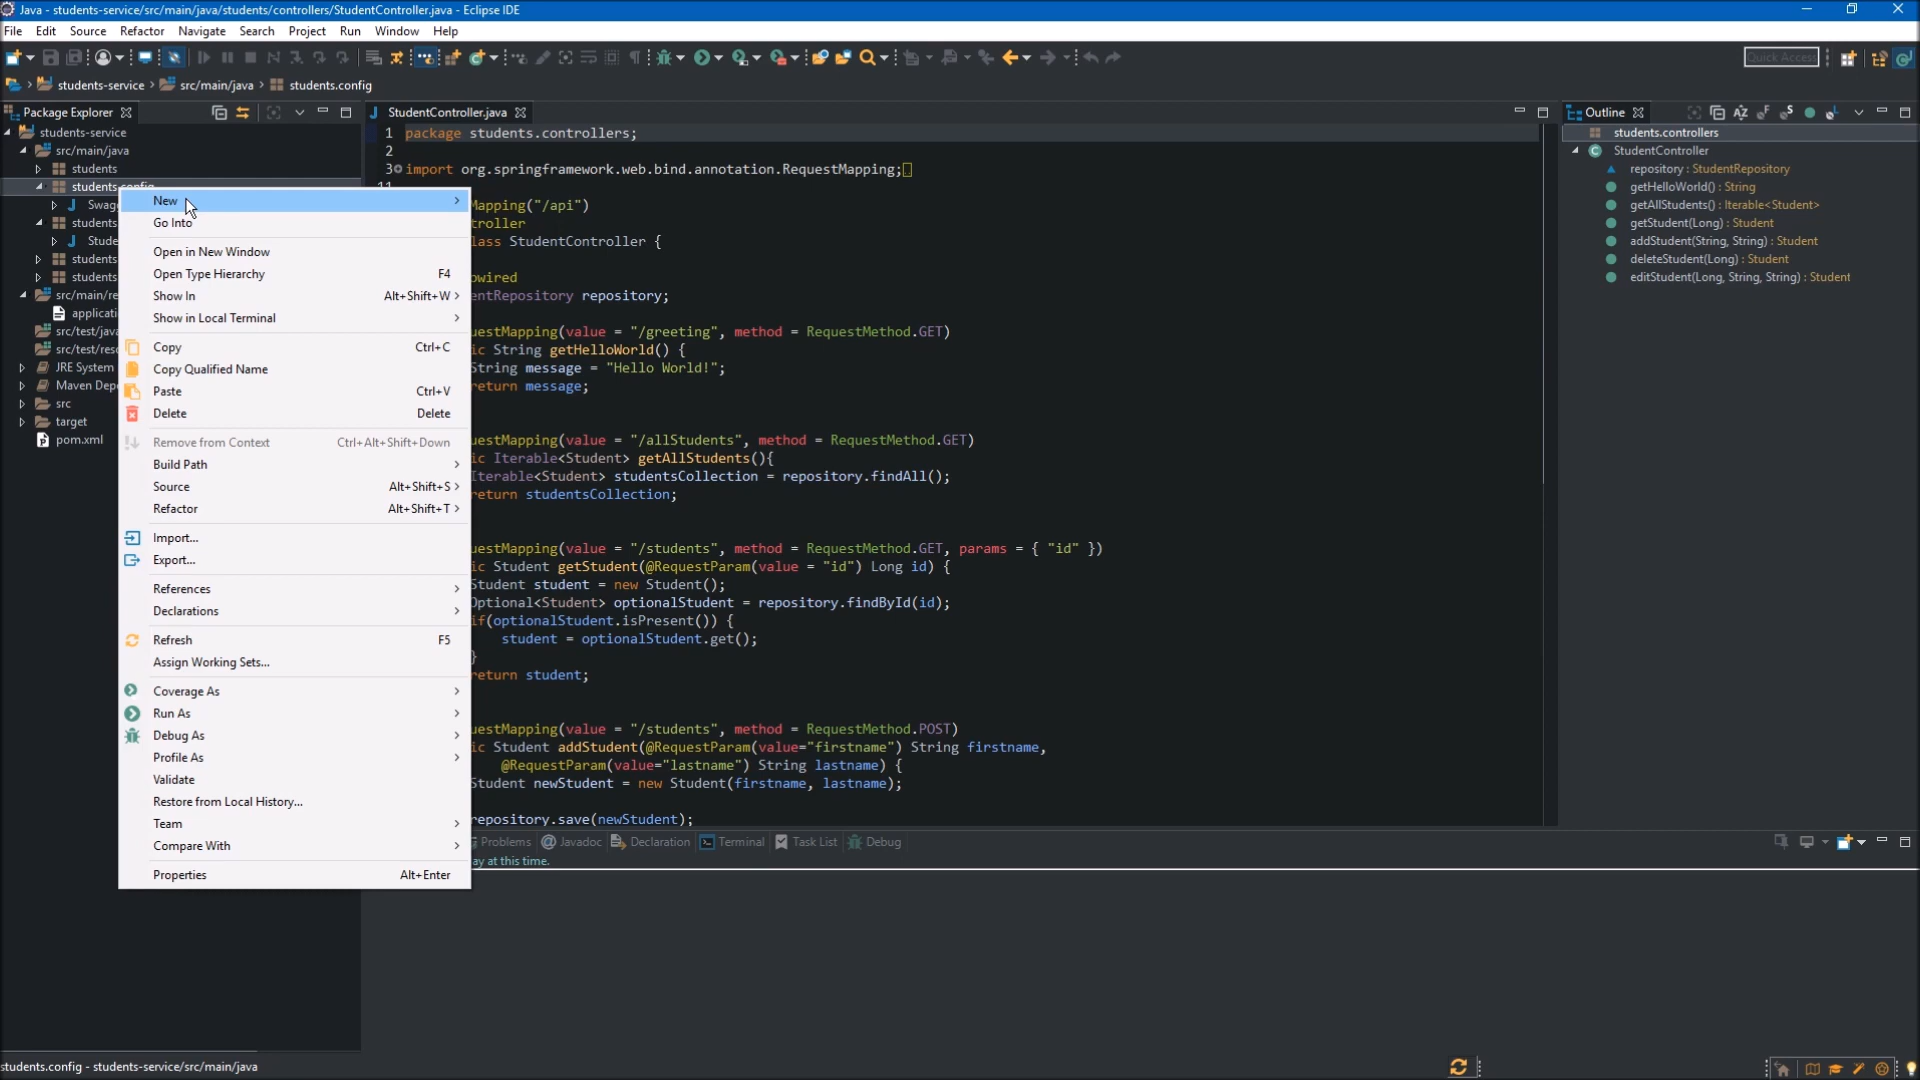 Java - students-service/src/main/java/students/controllers/StudentController.java - Eclipse IDE
File Edit Source Refactor Navigate Search Project Run Window Help
Quick Access
students-service src/main/java students.config
Package Explorer
students-service
src/main/java
students
students.config
Swag
students
Stude
students
students
src/main/re
applicati
src/test/java
src/test/reso
JRE System
Maven Dep
src
target
pom.xml
New
Go Into
Open in New Window
Open Type Hierarchy F4
Show In Alt+Shift+W
Show in Local Terminal
Copy Ctrl+C
Copy Qualified Name
Paste Ctrl+V
Delete Delete
Remove from Context Ctrl+Alt+Shift+Down
Build Path
Source Alt+Shift+S
Refactor Alt+Shift+T
Import...
Export...
References
Declarations
Refresh F5
Assign Working Sets...
Coverage As
Run As
Debug As
Profile As
Validate
Restore from Local History...
Team
Compare With
Properties Alt+Enter
StudentController.java
1 package students.controllers;
2
3 import org.springframework.web.bind.annotation.RequestMapping;
11
Mapping("/api")
troller
lass StudentController {
owired
entRepository repository;
uestMapping(value = "/greeting", method = RequestMethod.GET)
ic String getHelloWorld() {
String message = "Hello World!";
return message;
uestMapping(value = "/allStudents", method = RequestMethod.GET)
ic Iterable<Student> getAllStudents(){
Iterable<Student> studentsCollection = repository.findAll();
return studentsCollection;
uestMapping(value = "/students", method = RequestMethod.GET, params = { "id" })
ic Student getStudent(@RequestParam(value = "id") Long id) {
Student student = new Student();
Optional<Student> optionalStudent = repository.findById(id);
if(optionalStudent.isPresent()) {
student = optionalStudent.get();
}
return student;
uestMapping(value = "/students", method = RequestMethod.POST)
ic Student addStudent(@RequestParam(value="firstname") String firstname,
@RequestParam(value="lastname") String lastname) {
Student newStudent = new Student(firstname, lastname);
repository.save(newStudent);
Problems Javadoc Declaration Terminal Task List Debug
ay at this time.
Outline
students.controllers
StudentController
repository : StudentRepository
getHelloWorld() : String
getAllStudents() : Iterable<Student>
getStudent(Long) : Student
addStudent(String, String) : Student
deleteStudent(Long) : Student
editStudent(Long, String, String) : Student
students.config - students-service/src/main/java